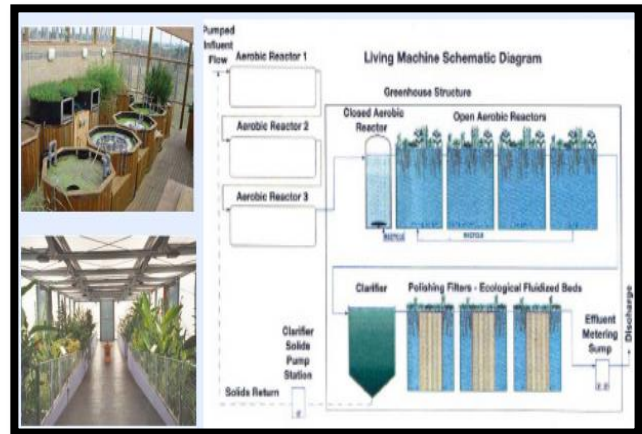 Pumped
Influent
Flow
Aerobic Reactor 1
Living Machine Schematic Diagram
Greenhouse Structure
Closed Aerobic
Reactor
Open Aerobic Reactors
Aerobic Reactor 2
Aerobic Reactor 3
RECYCLE
RECYCLE
Clarifier
Polishing Filters - Ecological Fluidized Beds
Effluent
Metering
Sump
Discharge
Clarifier
Solids
Pump
Station
Solids Return